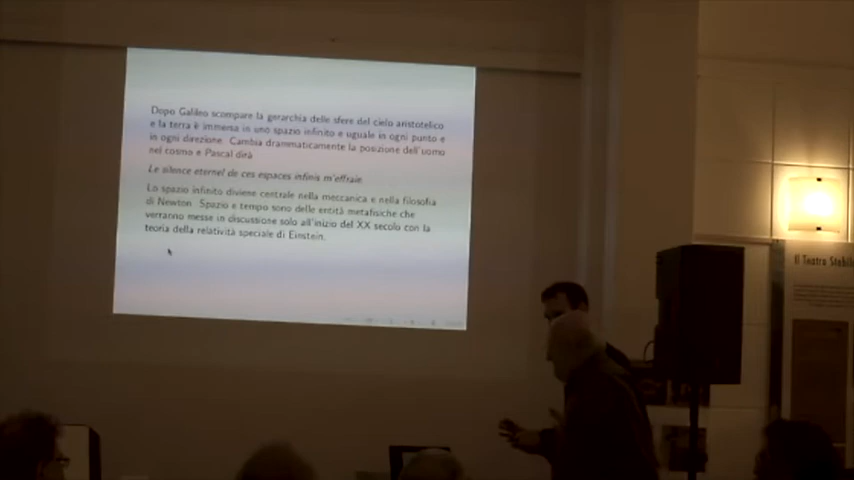 Dopo Galileo scompare la gerarchia delle sfere del cielo aristotelico
e la terra è immersa in uno spazio infinito e uguale in ogni punto e
in ogni direzione. Cambia drammaticamente la posizione dell'uomo
nel cosmo e Pascal dirà
Le silence eternel de ces espaces infinis m'effraie.
Lo spazio infinito diviene centrale nella meccanica e nella filosofia
di Newton. Spazio e tempo sono delle entità metafisiche che
verranno messe in discussione solo all'inizio del XX secolo con la
teoria della relatività speciale di Einstein.
Il Teatro Stabile